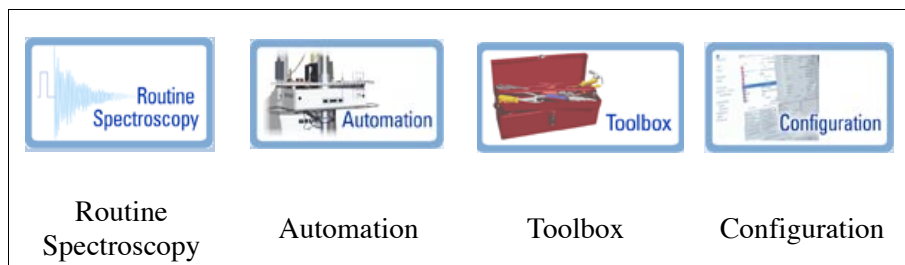 Routine
Spectroscopy
Automation
Toolbox
Configuration
Routine
Spectroscopy
Automation
Toolbox
Configuration